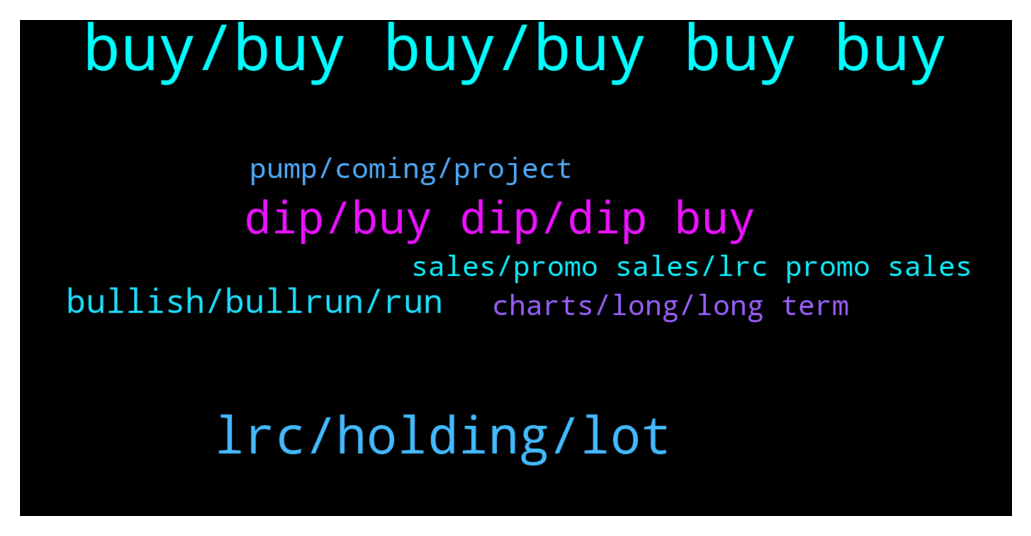 buy/buy buy/buy buy buy
pump/coming/project
dip/buy dip/dip buy
sales/promo sales/lrc promo sales
bullish/bullrun/run
charts/long/long term
lrc/holding/lot